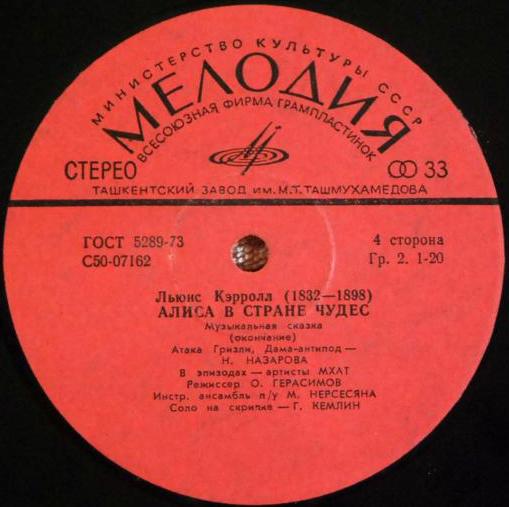 МИНИСТЕРСТВО КУЛЬТУРЫ СССР
МЕЛОДИЯ
ВСЕСОЮЗНАЯ ФИРМА ГРАМПЛАСТИНОК
СТЕРЕО
33
ТАШКЕНТСКИЙ ЗАВОД ИМ. М.Т. ТАШМУХАМЕДОВА
ГОСТ 5289-73
С50-07162
4 сторона
Гр. 2. 1-20
Льюис Кэрролл (1832—1898)
АЛИСА В СТРАНЕ ЧУДЕС
Музыкальная сказка
(окончание)
Атака Гризли, Дама-антипод —
Н. НАЗАРОВА
В эпизодах — артисты МХАТ
Режиссер О. ГЕРАСИМОВ
Инстр. ансамбль п/у М. НЕРСЕСЯНА
Соло на скрипке — Г. КЕМЛИН